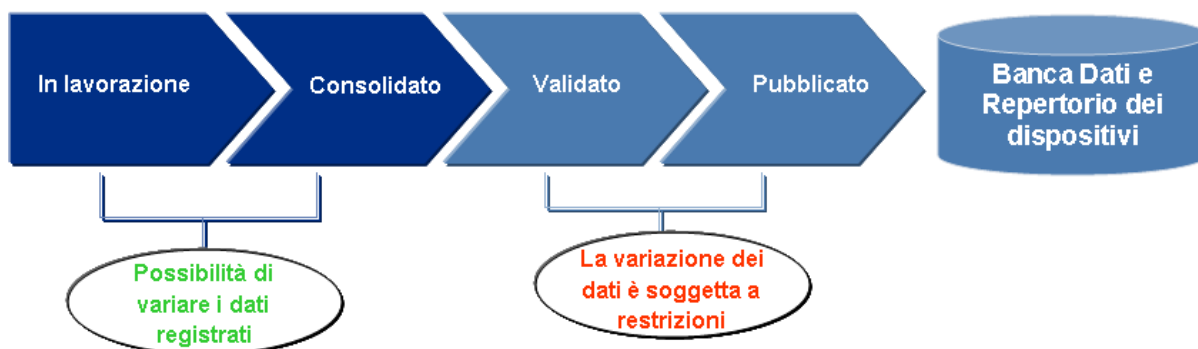 In lavorazione
Consolidato
Validato
Pubblicato
Banca Dati e
Repertorio dei
dispositivi
Possibilità di
variare i dati
registrati
La variazione dei
dati è soggetta a
restrizioni